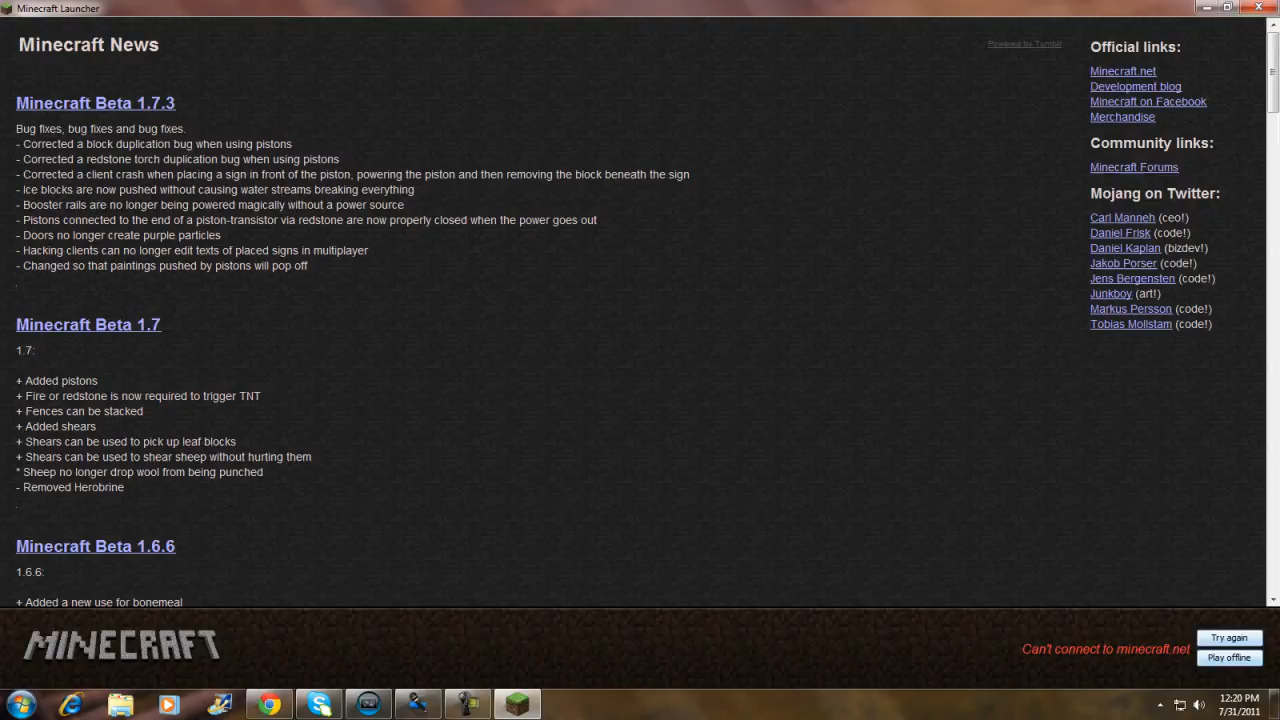 Minecraft Launcher
Minecraft News
Powered by Tumblr
Minecraft Beta 1.7.3
Bug fixes, bug fixes and bug fixes.
- Corrected a block duplication bug when using pistons
- Corrected a redstone torch duplication bug when using pistons
- Corrected a client crash when placing a sign in front of the piston, powering the piston and then removing the block beneath the sign
- Ice blocks are now pushed without causing water streams breaking everything
- Booster rails are no longer being powered magically without a power source
- Pistons connected to the end of a piston-transistor via redstone are now properly closed when the power goes out
- Doors no longer create purple particles
- Hacking clients can no longer edit texts of placed signs in multiplayer
- Changed so that paintings pushed by pistons will pop off
.
Minecraft Beta 1.7
1.7:
+ Added pistons
+ Fire or redstone is now required to trigger TNT
+ Fences can be stacked
+ Added shears
+ Shears can be used to pick up leaf blocks
+ Shears can be used to shear sheep without hurting them
* Sheep no longer drop wool from being punched
- Removed Herobrine
.
Minecraft Beta 1.6.6
1.6.6:
+ Added a new use for bonemeal
Official links:
Minecraft.net
Development blog
Minecraft on Facebook
Merchandise
Community links:
Minecraft Forums
Mojang on Twitter:
Carl Manneh (ceo!)
Daniel Frisk (code!)
Daniel Kaplan (bizdev!)
Jakob Porser (code!)
Jens Bergensten (code!)
Junkboy (art!)
Markus Persson (code!)
Tobias Mollstam (code!)
MINECRAFT
Can't connect to minecraft.net
Try again
Play offline
12:20 PM
7/31/2011